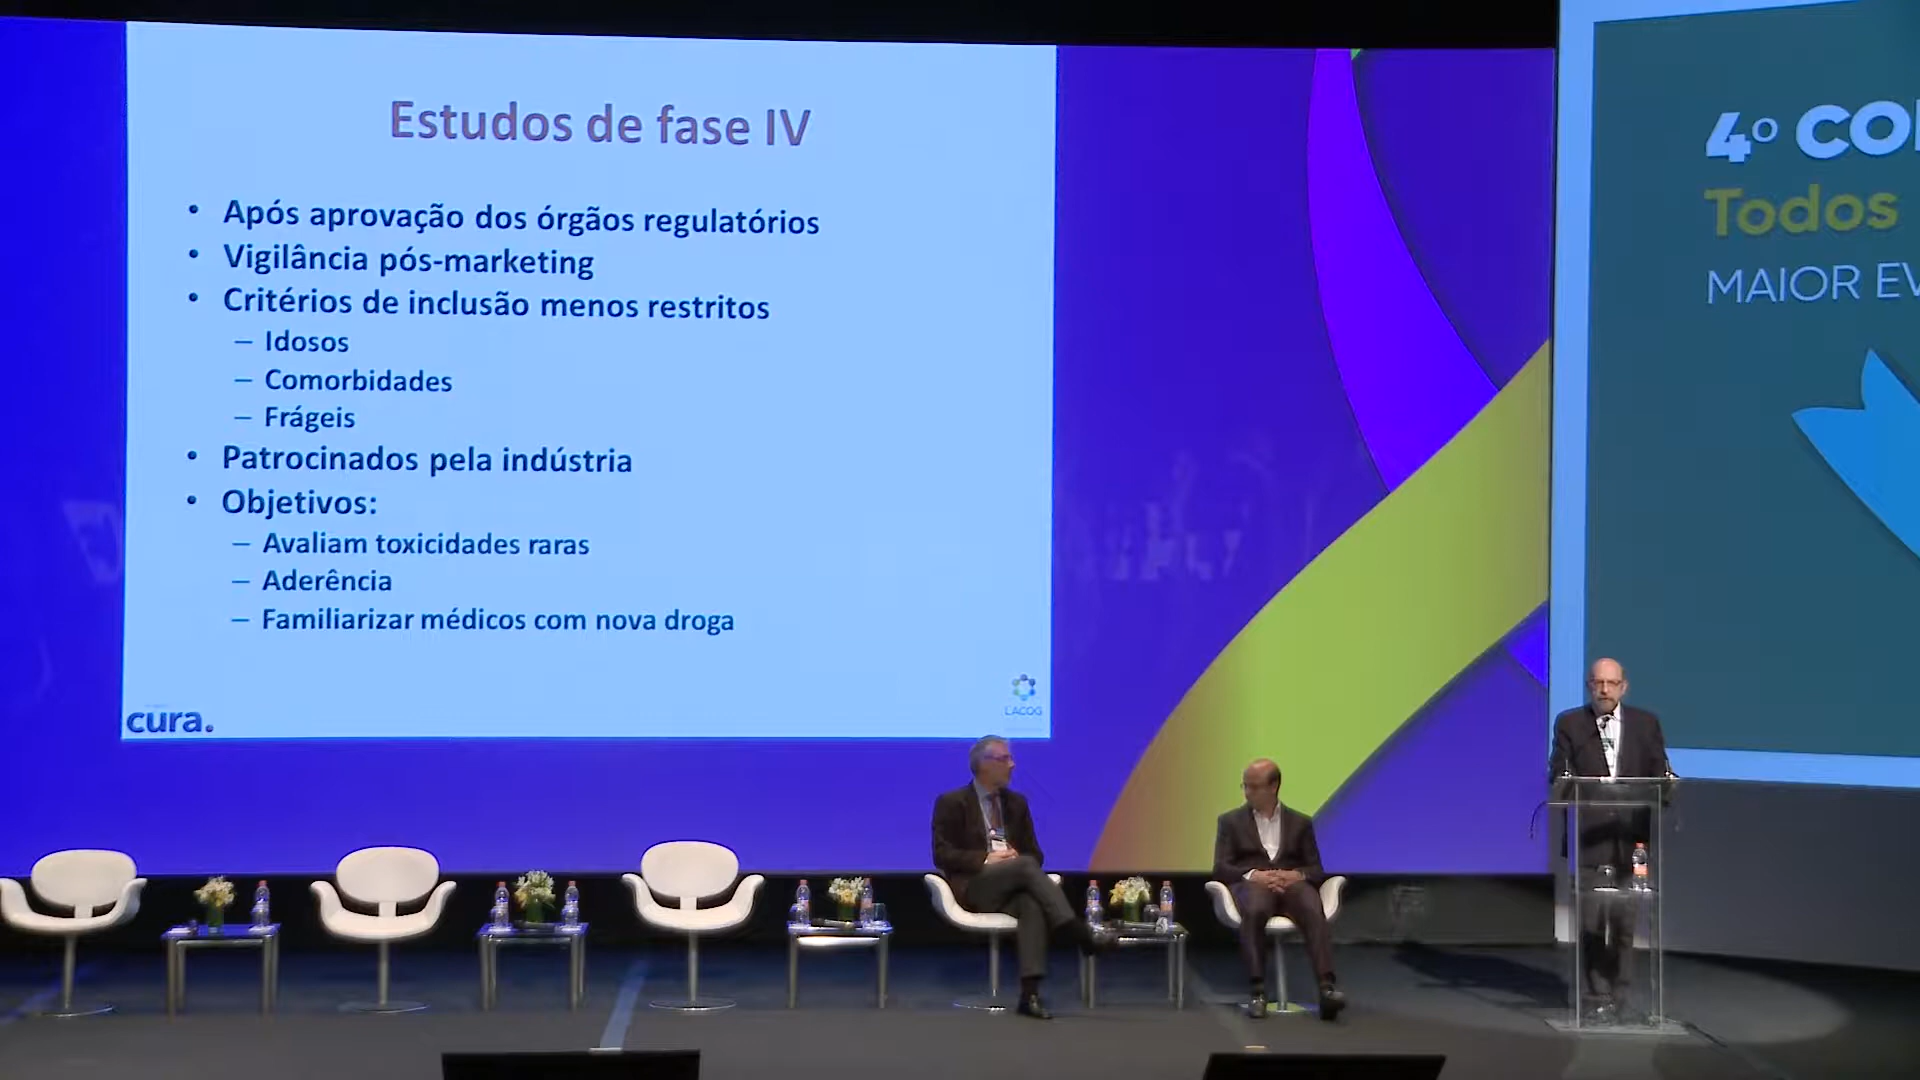 Estudos de fase IV
• Após aprovação dos órgãos regulatórios
• Vigilância pós-marketing
• Critérios de inclusão menos restritos
– Idosos
– Comorbidades
– Frágeis
• Patrocinados pela indústria
• Objetivos:
– Avaliam toxicidades raras
– Aderência
– Familiarizar médicos com nova droga
cura.
LACOG
4º CO
Todos
MAIOR EV